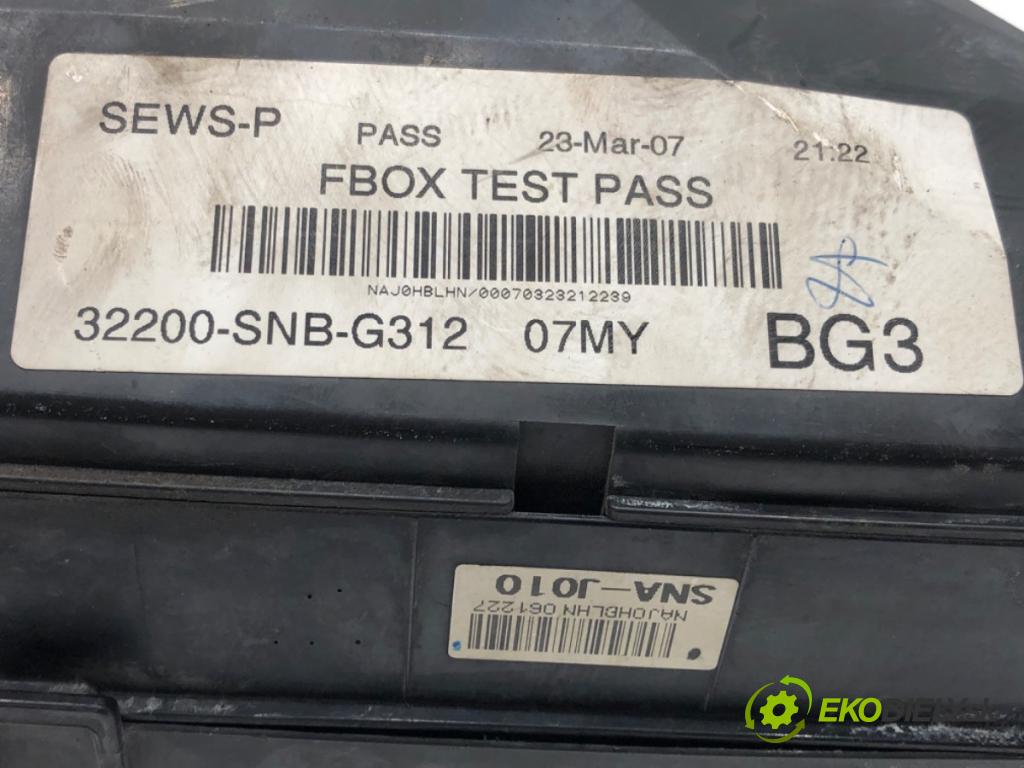 SEWS-P PASS 23-Mar-07 21:22
FBOX TEST PASS
NAJ0HBLHN/00070323212239
32200-SNB-G312 07MY BG3
SNA-J010
NAJ0HBLHN 061227